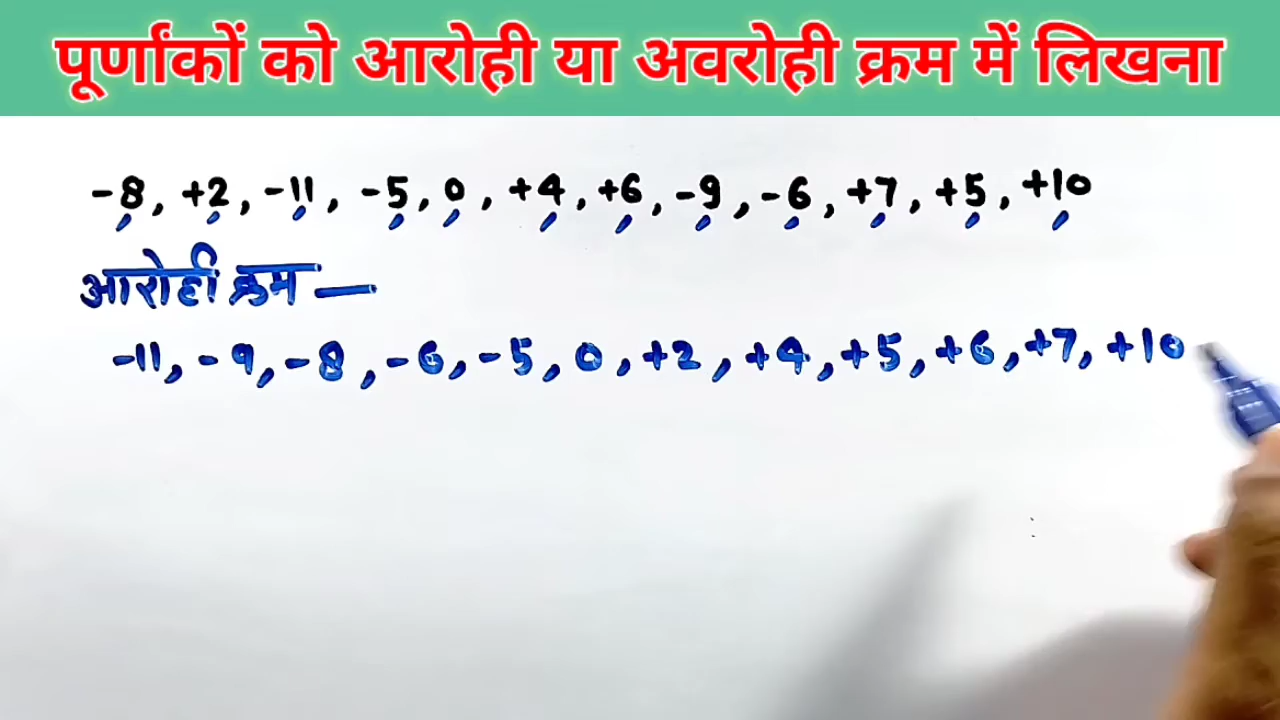 पूर्णांकों को आरोही या अवरोही क्रम में लिखना
-8, +2, -11, -5, 0, +4, +6, -9, -6, +7, +5, +10
आरोही क्रम —
-11, -9, -8, -6, -5, 0, +2, +4, +5, +6, +7, +10